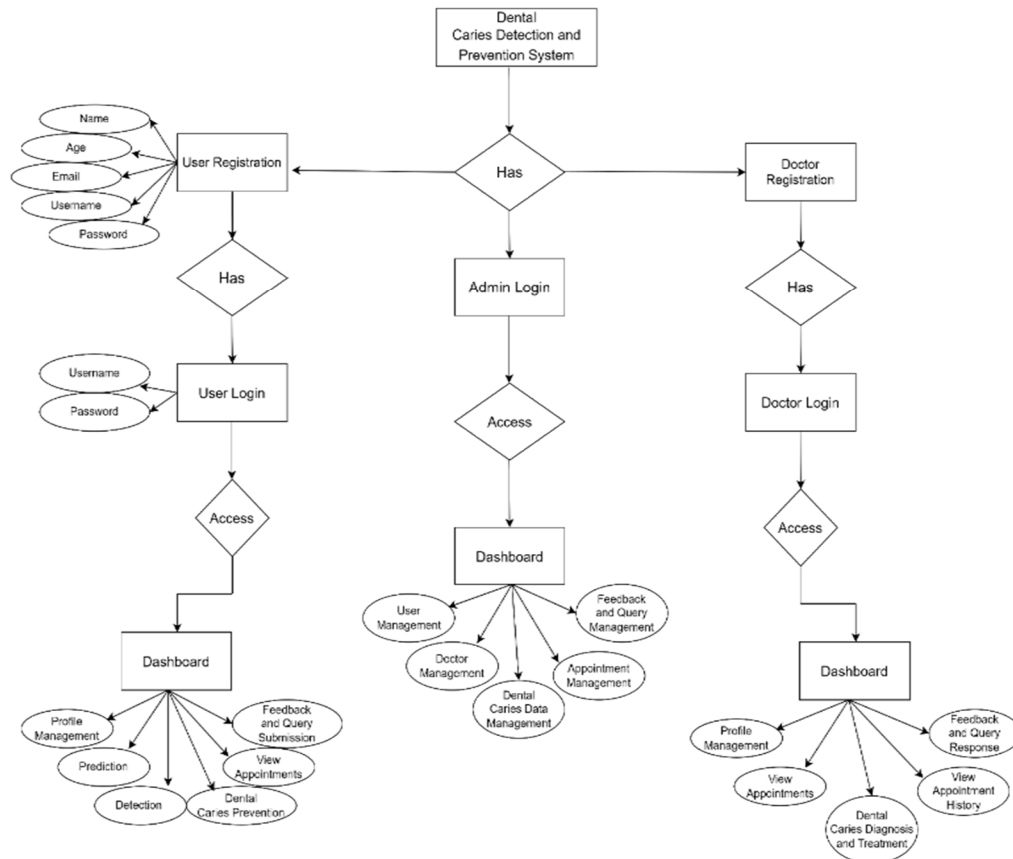 Dental
Caries Detection and
Prevention System
Name
Age
Email
Username
Password
User Registration
Has
Doctor
Registration
Has
Admin Login
Has
Username
Password
User Login
Access
Doctor Login
Access
Access
Dashboard
User
Management
Doctor
Management
Dental
Caries Data
Management
Appointment
Management
Feedback
and Query
Management
Dashboard
Profile
Management
Prediction
Detection
Dental
Caries Prevention
View
Appointments
Feedback
and Query
Submission
Dashboard
Profile
Management
View
Appointments
Dental
Caries Diagnosis
and Treatment
View
Appointment
History
Feedback
and Query
Response